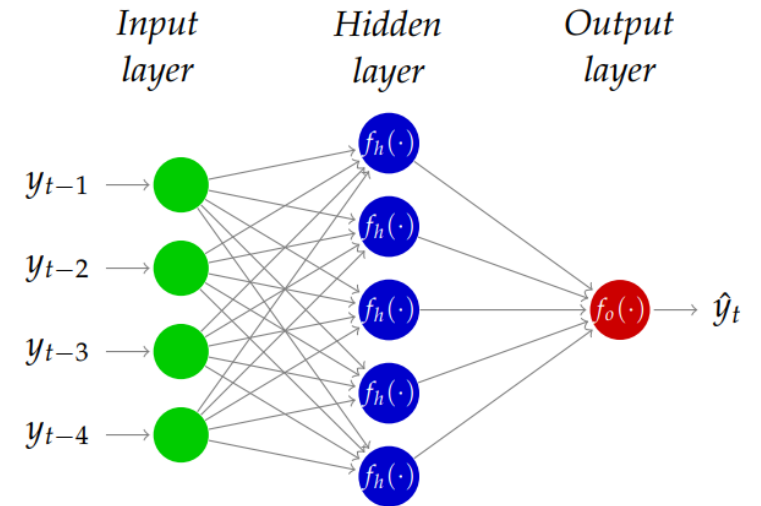 Input layer
Hidden layer
Output layer
y_{t−1}
y_{t−2}
y_{t−3}
y_{t−4}
f_h(·)
f_h(·)
f_h(·)
f_h(·)
f_h(·)
f_o(·)
ŷ_t